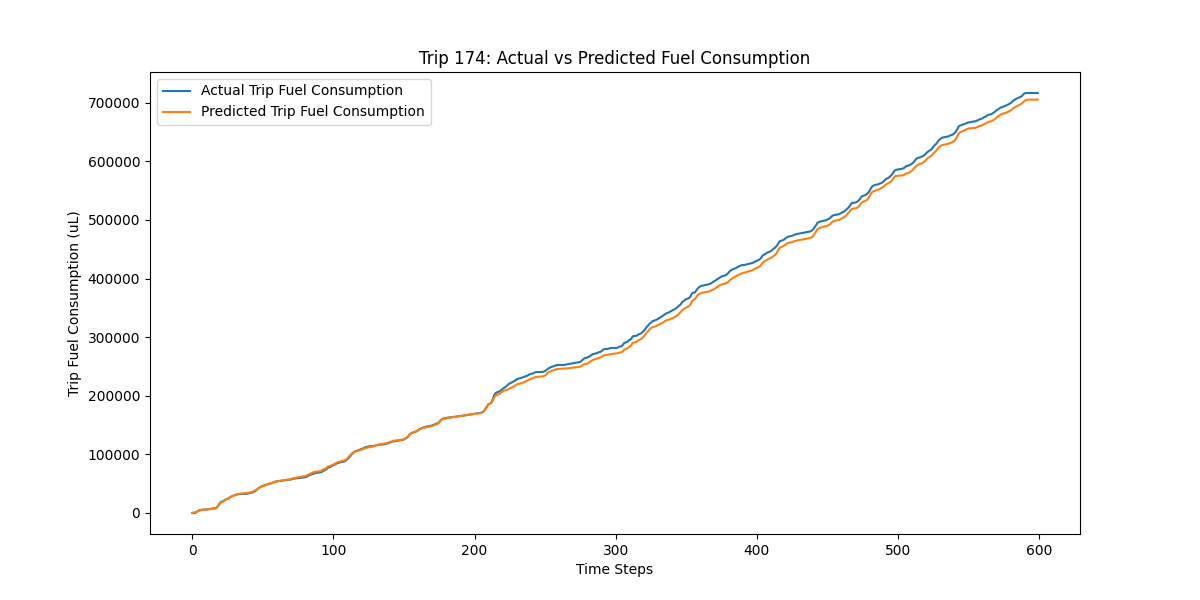 Trip 174: Actual vs Predicted Fuel Consumption
Actual Trip Fuel Consumption
Predicted Trip Fuel Consumption
Trip Fuel Consumption (uL)
700000
600000
500000
400000
300000
200000
100000
0
0 100 200 300 400 500 600
Time Steps